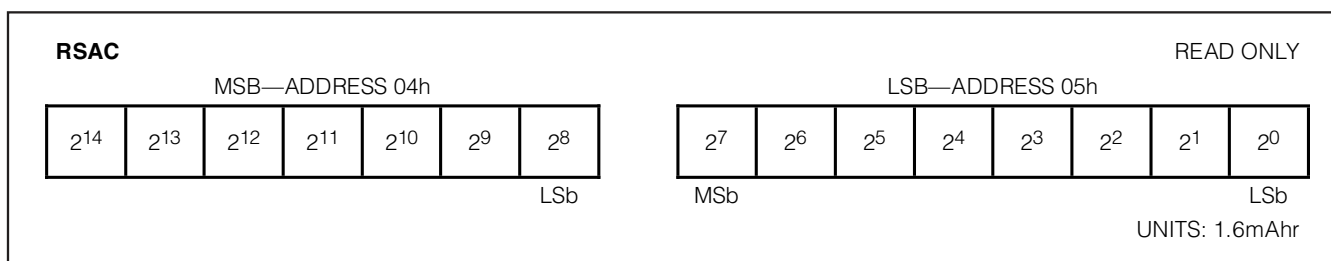 RSAC READ ONLY
MSB—ADDRESS 04h LSB—ADDRESS 05h
2^14 2^13 2^12 2^11 2^10 2^9 2^8 2^7 2^6 2^5 2^4 2^3 2^2 2^1 2^0
LSb MSb LSb
UNITS: 1.6mAhr